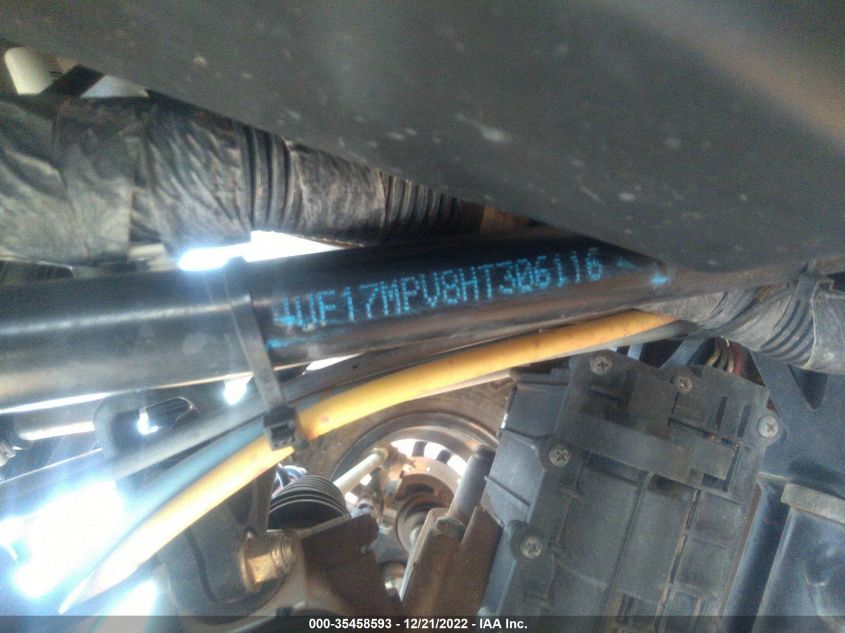 4UF17MPV8HT306116
000-35458593 • 12/21/2022 • IAA Inc.